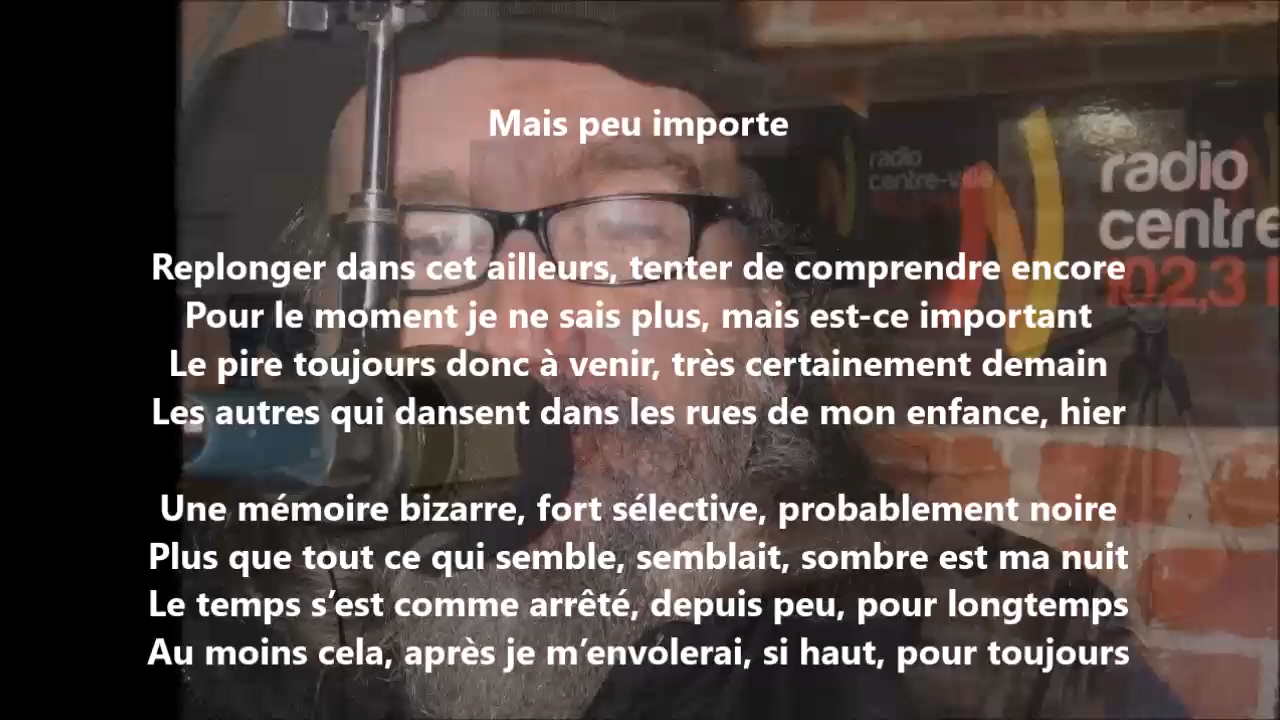 Mais peu importe
radio
centre-ville
radio
centre
102,3
Replonger dans cet ailleurs, tenter de comprendre encore
Pour le moment je ne sais plus, mais est-ce important
Le pire toujours donc à venir, très certainement demain
Les autres qui dansent dans les rues de mon enfance, hier
Une mémoire bizarre, fort sélective, probablement noire
Plus que tout ce qui semble, semblait, sombre est ma nuit
Le temps s’est comme arrêté, depuis peu, pour longtemps
Au moins cela, après je m’envolerai, si haut, pour toujours